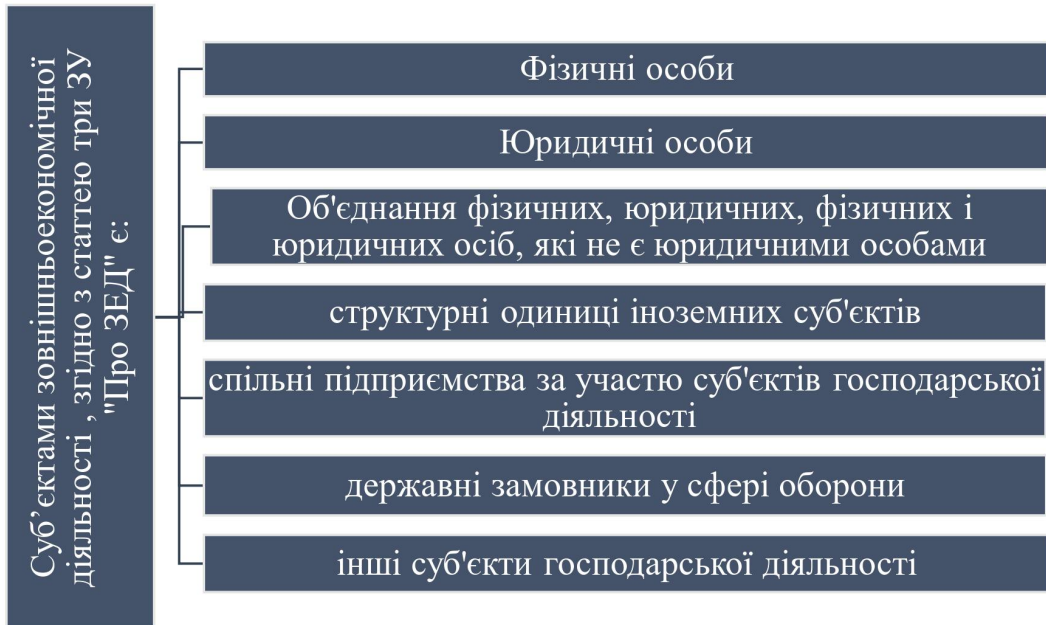 Суб’єктами зовнішньоекономічної
діяльності , згідно з статтею три ЗУ
"Про ЗЕД" є:
Фізичні особи
Юридичні особи
Об'єднання фізичних, юридичних, фізичних і
юридичних осіб, які не є юридичними особами
структурні одиниці іноземних суб'єктів
спільні підприємства за участю суб'єктів господарської
діяльності
державні замовники у сфері оборони
інші суб'єкти господарської діяльності